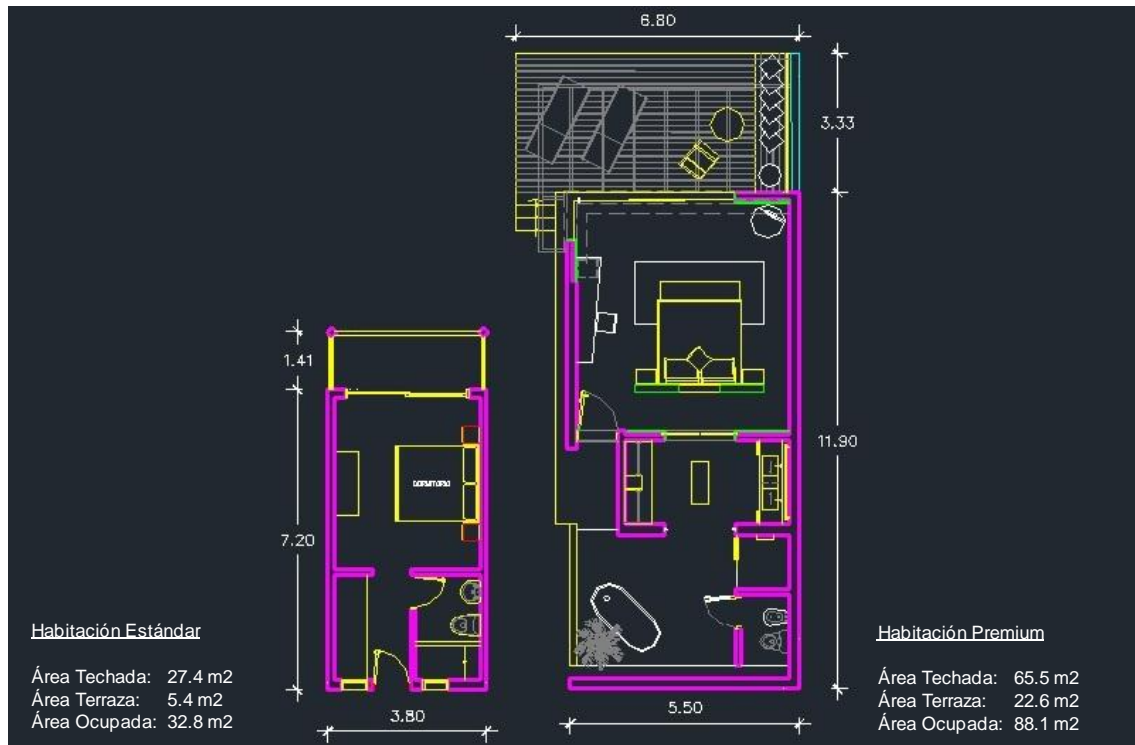 6.80
3.33
1.41
11.90
DORMITORIO
7.20
Habitación Estándar
Área Techada: 27.4 m2
Área Terraza: 5.4 m2
Área Ocupada: 32.8 m2
3.80
5.50
Habitación Premium
Área Techada: 65.5 m2
Área Terraza: 22.6 m2
Área Ocupada: 88.1 m2